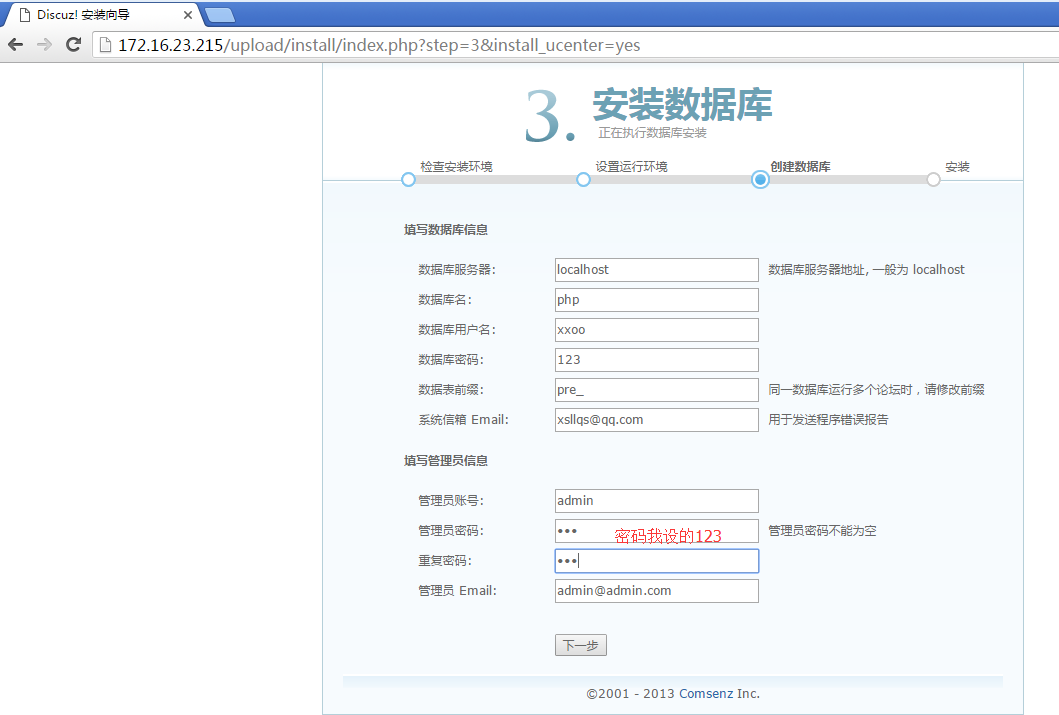 Discuz! 安装向导
172.16.23.215/upload/install/index.php?step=3&install_ucenter=yes
3. 安装数据库
正在执行数据库安装
检查安装环境 设置运行环境 创建数据库 安装
填写数据库信息
数据库服务器: localhost 数据库服务器地址, 一般为 localhost
数据库名: php
数据库用户名: xxoo
数据库密码: 123
数据表前缀: pre_ 同一数据库运行多个论坛时，请修改前缀
系统信箱 Email: xsllqs@qq.com 用于发送程序错误报告
填写管理员信息
管理员账号: admin
管理员密码: ••• 密码我设的123 管理员密码不能为空
重复密码: •••
管理员 Email: admin@admin.com
下一步
©2001 - 2013 Comsenz Inc.